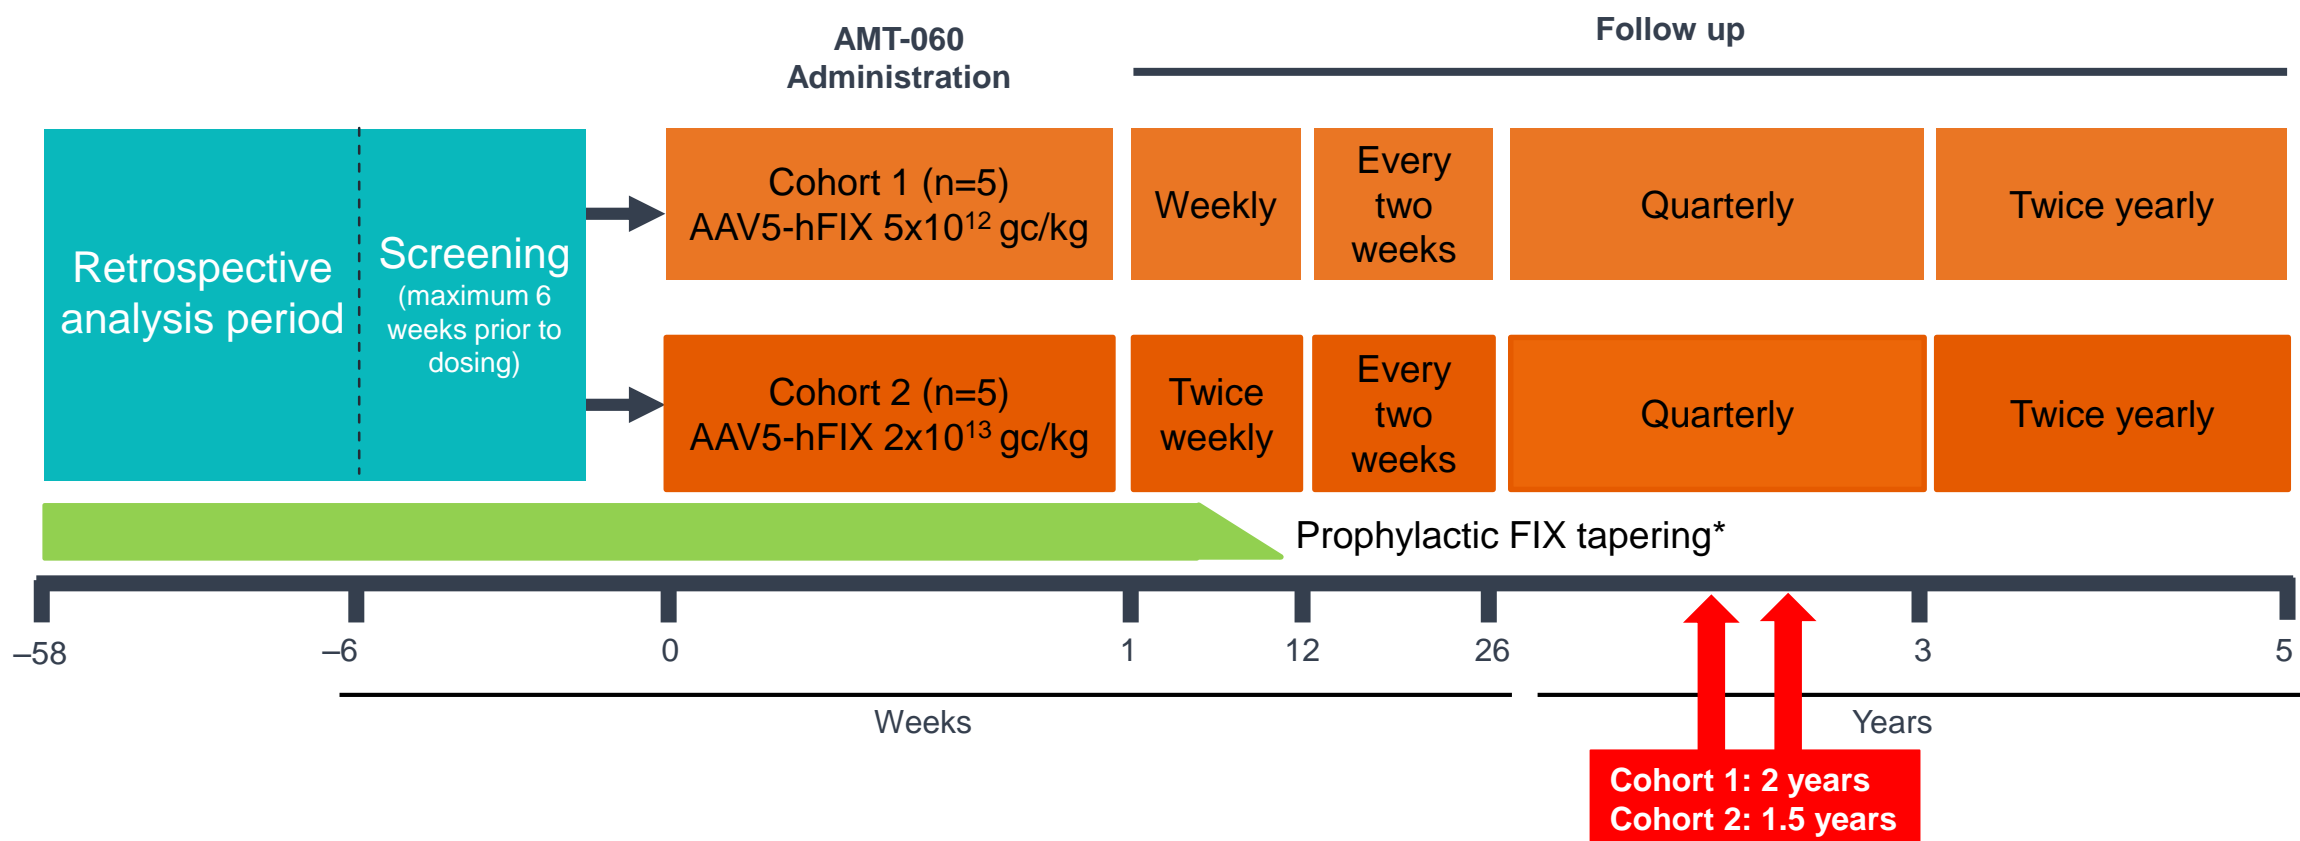 AMT-060
Administration
Follow up
Retrospective
analysis period
Screening
(maximum 6
weeks prior to
dosing)
Cohort 1 (n=5)
AAV5-hFIX 5x10¹² gc/kg
Weekly
Every
two
weeks
Quarterly
Twice yearly
Cohort 2 (n=5)
AAV5-hFIX 2x10¹³ gc/kg
Twice
weekly
Every
two
weeks
Quarterly
Twice yearly
Prophylactic FIX tapering*
–58 –6 0 1 12 26 3 5
Weeks
Years
Cohort 1: 2 years
Cohort 2: 1.5 years